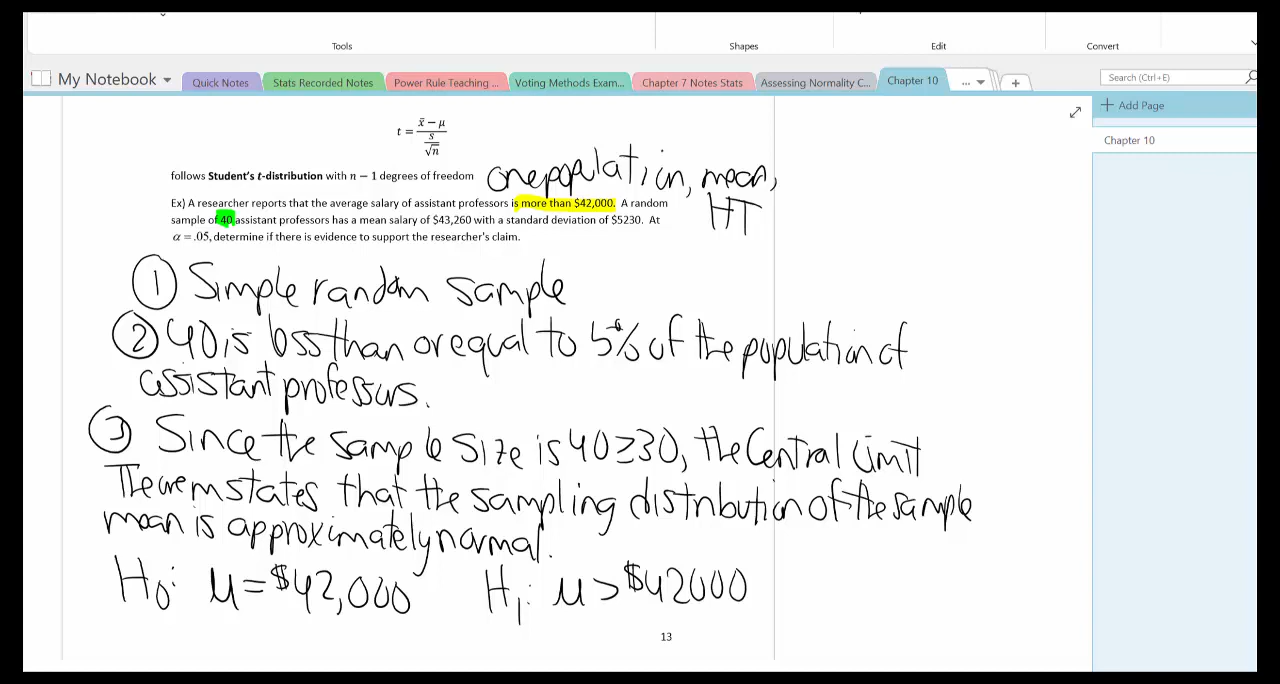 Tools
Shapes
Edit
Convert
My Notebook
Quick Notes
Stats Recorded Notes
Power Rule Teaching ...
Voting Methods Exam...
Chapter 7 Notes Stats
Assessing Normality C...
Chapter 10
...
+
Search (Ctrl+E)
+ Add Page
Chapter 10
t = x̄ − μ / s/√n
follows Student's t-distribution with n − 1 degrees of freedom
one population, mean,
HT
Ex) A researcher reports that the average salary of assistant professors is more than $42,000. A random
sample of 40 assistant professors has a mean salary of $43,260 with a standard deviation of $5230. At
α = .05, determine if there is evidence to support the researcher's claim.
① Simple random sample
② 40 is less than or equal to 5% of the population of
assistant professors.
③ Since the sample size is 40 ≥ 30, the Central Limit
Theorem states that the sampling distribution of the sample
mean is approximately normal.
H₀: μ = $42,000 H₁: μ > $42000
13